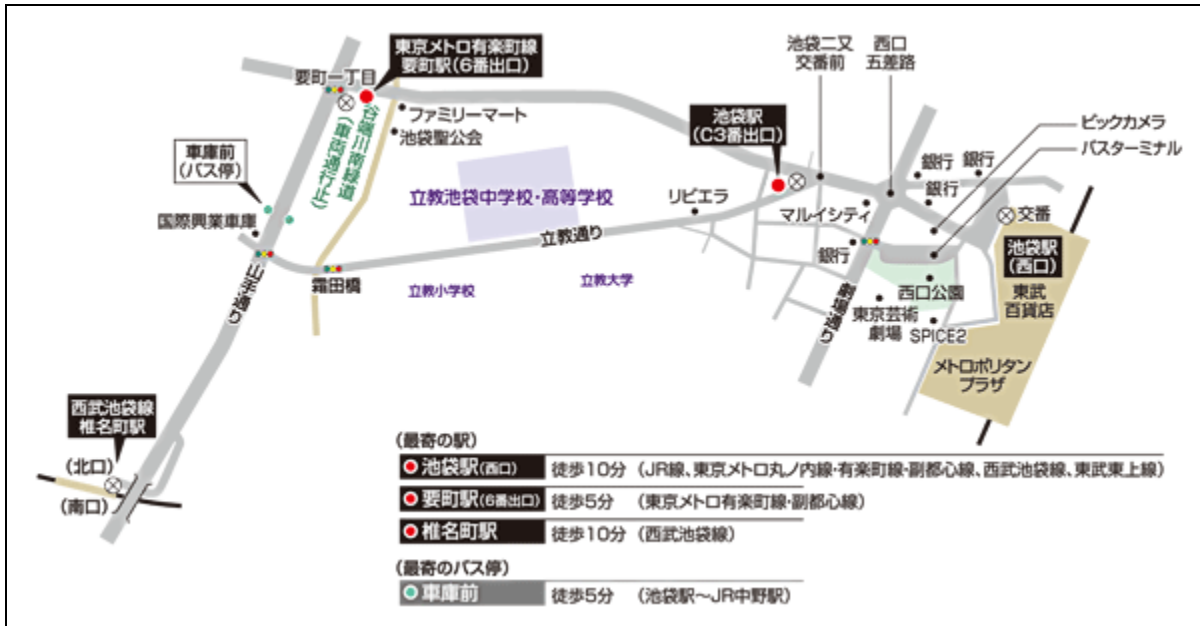 東京メトロ有楽町線
要町駅(6番出口)
要町一丁目
池袋二又
交番前
西口
五差路
ファミリーマート
池袋聖公会
谷端川南緑道
池袋駅
(C3番出口)
ビックカメラ
バスターミナル
車庫前
(バス停)
銀行
銀行
銀行
立教池袋中学校・高等学校
リビエラ
マルイシティ
交番
国際興業車庫
立教通り
銀行
池袋駅
(西口)
山手通り
霜田橋
立教小学校
立教大学
劇場通り
西口公園
東武
百貨店
東京芸術
劇場
SPICE2
メトロポリタン
プラザ
西武池袋線
椎名町駅
(北口)
(南口)
(最寄の駅)
池袋駅(西口) 徒歩10分 (JR線、東京メトロ丸ノ内線・有楽町線・副都心線、西武池袋線、東武東上線)
要町駅(6番出口) 徒歩5分 (東京メトロ有楽町線・副都心線)
椎名町駅 徒歩10分 (西武池袋線)
(最寄のバス停)
車庫前 徒歩5分 (池袋駅～JR中野駅)